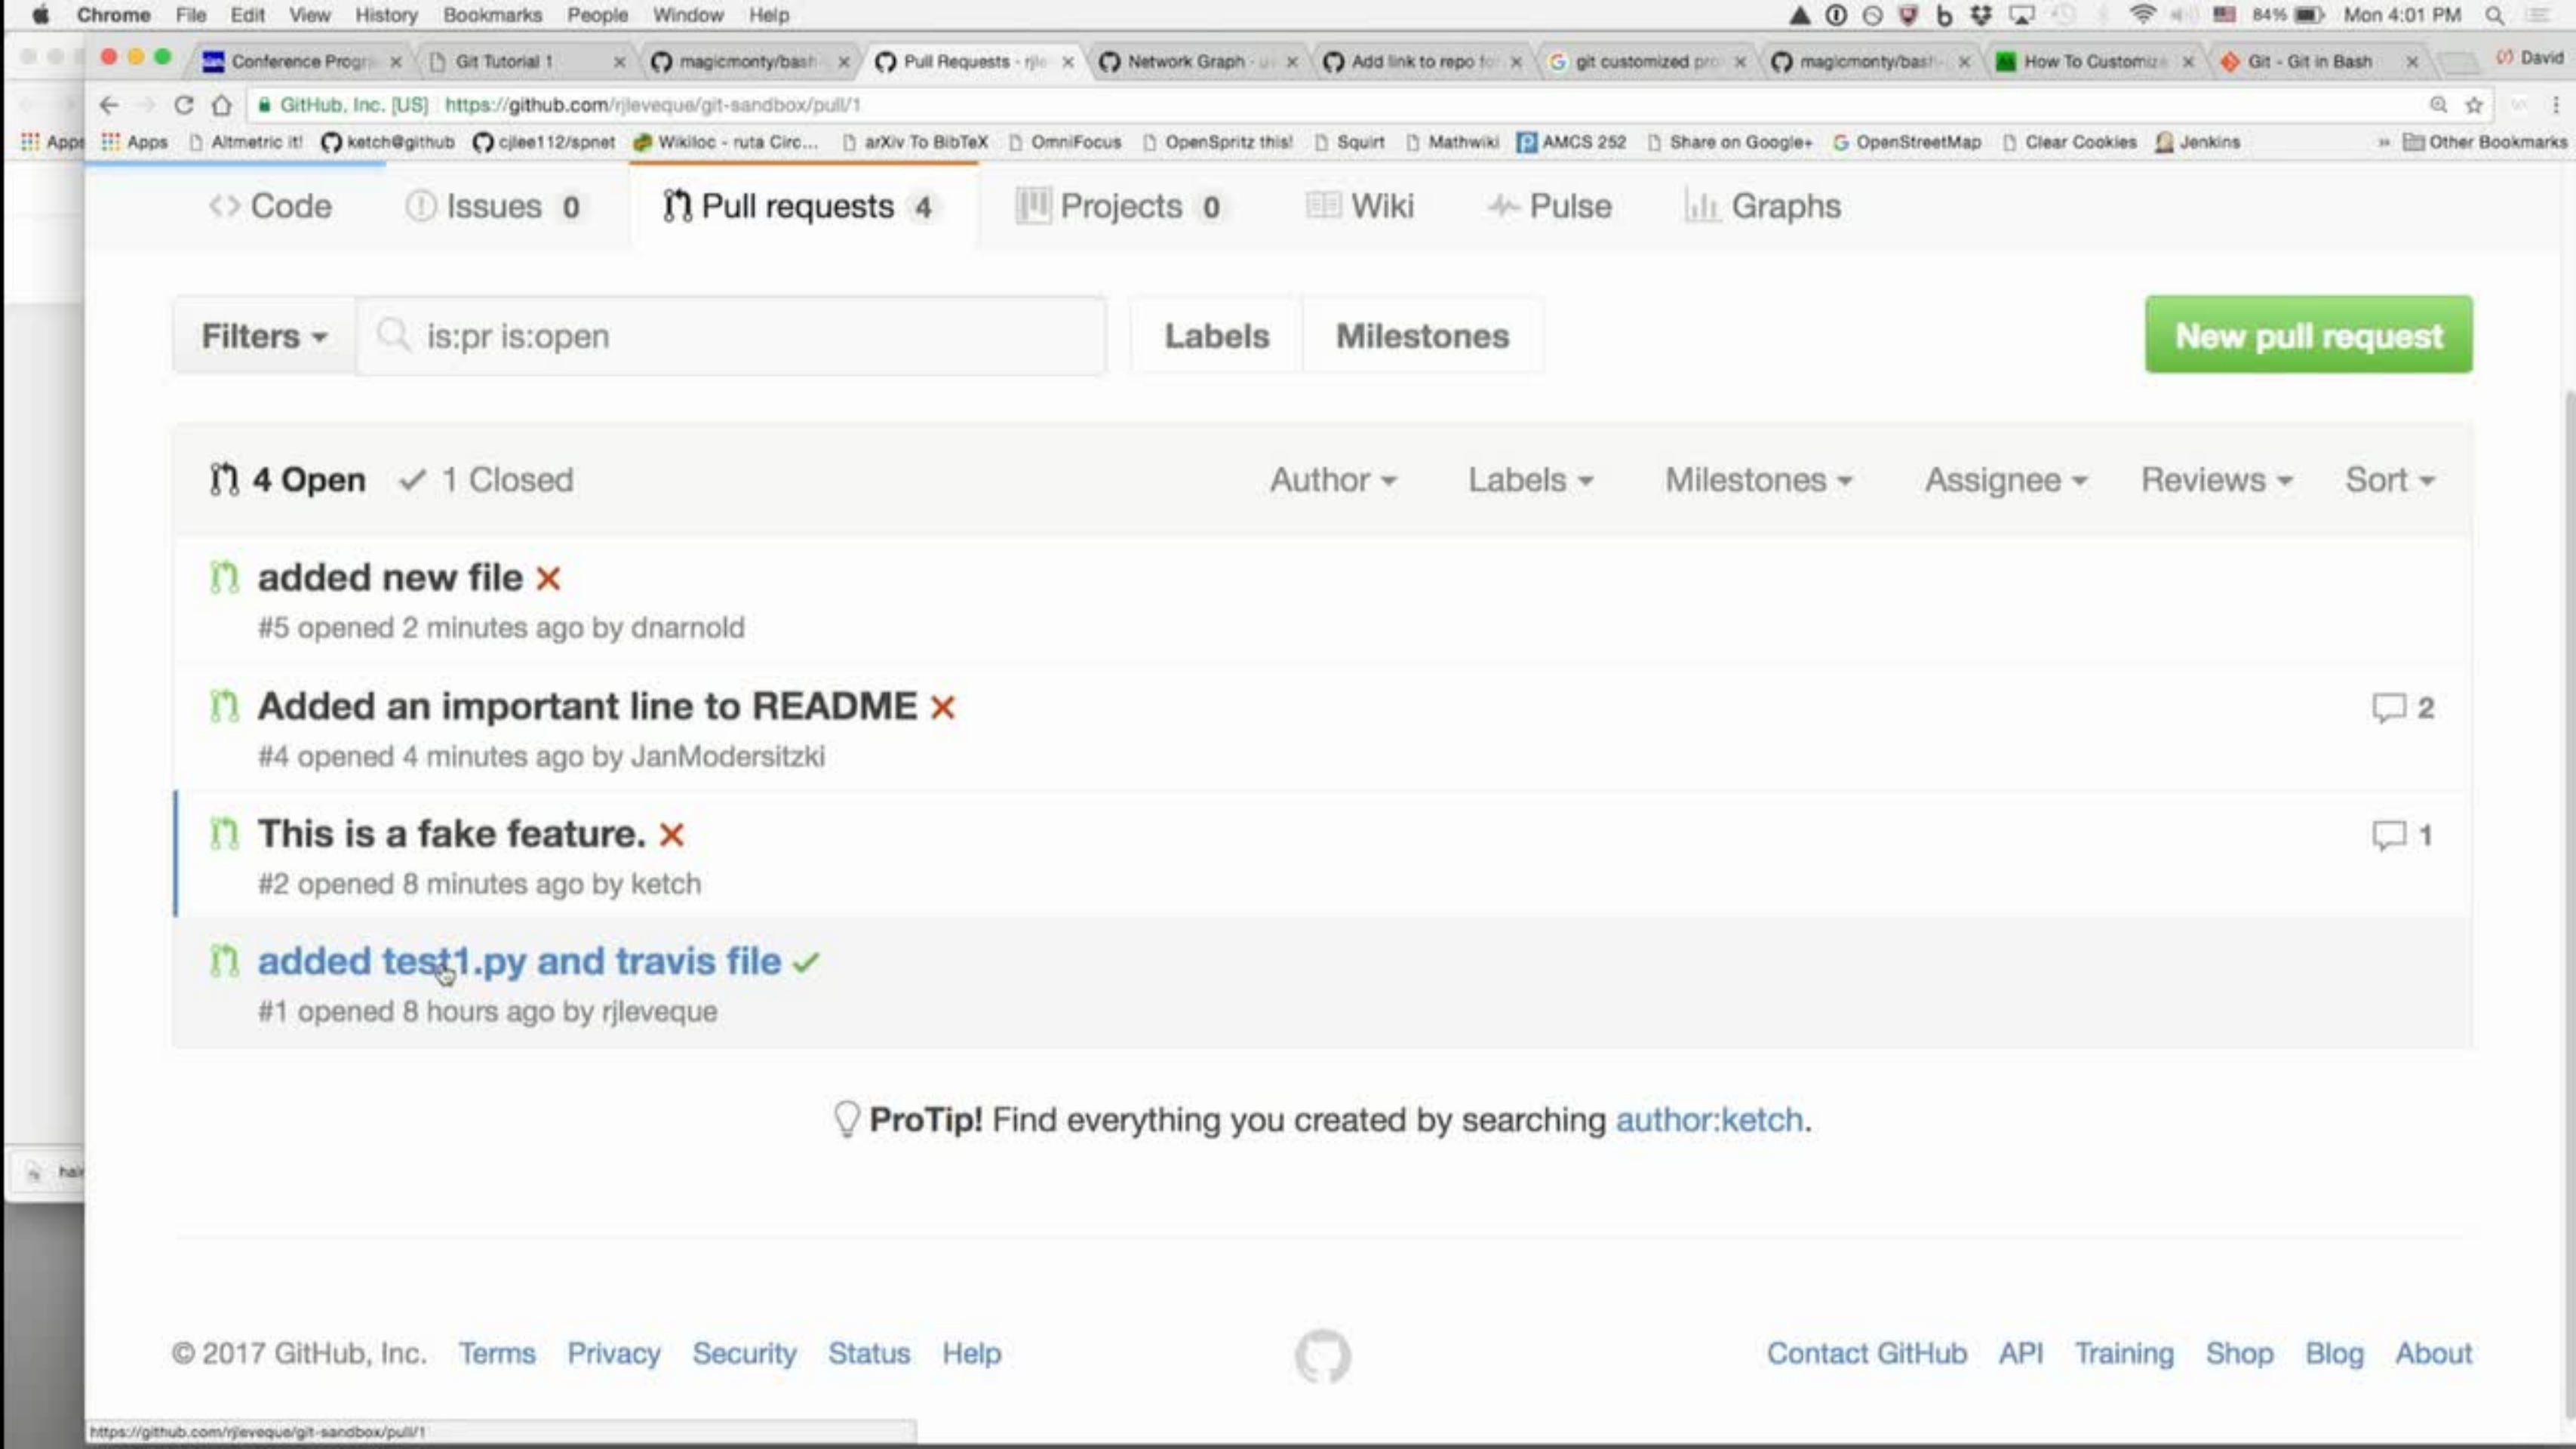 Chrome File Edit View History Bookmarks People Window Help 84% Mon 4:01 PM
Conference Progra Git Tutorial 1 magicmonty/bash Pull Requests - rjle Network Graph - u Add link to repo for git customized pro magicmonty/bash- How To Customize Git - Git in Bash David
GitHub, Inc. [US] https://github.com/rjleveque/git-sandbox/pull/1
Apps Apps Altmetric it! ketch@github cjlee112/spnet Wikiloc - ruta Circ... arXiv To BibTeX OmniFocus OpenSpritz this! Squirt Mathwiki AMCS 252 Share on Google+ OpenStreetMap Clear Cookies Jenkins » Other Bookmarks
Code Issues 0 Pull requests 4 Projects 0 Wiki Pulse Graphs
Filters is:pr is:open Labels Milestones New pull request
4 Open 1 Closed Author Labels Milestones Assignee Reviews Sort
added new file
#5 opened 2 minutes ago by dnarnold
Added an important line to README 2
#4 opened 4 minutes ago by JanModersitzki
This is a fake feature. 1
#2 opened 8 minutes ago by ketch
added test1.py and travis file
#1 opened 8 hours ago by rjleveque
ProTip! Find everything you created by searching author:ketch.
© 2017 GitHub, Inc. Terms Privacy Security Status Help Contact GitHub API Training Shop Blog About
https://github.com/rjleveque/git-sandbox/pull/1